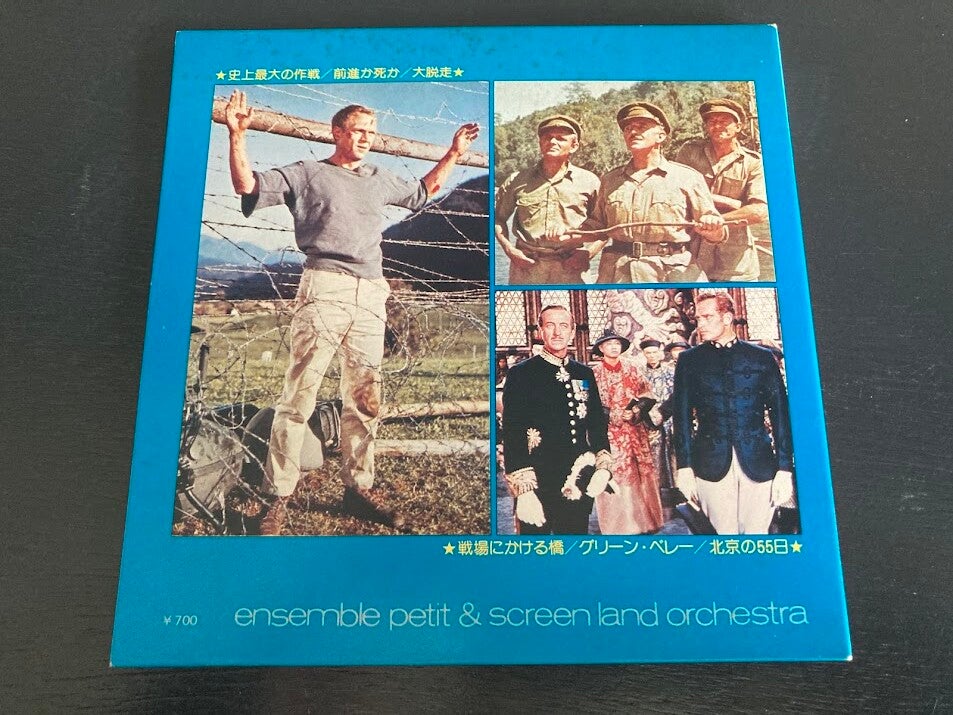 ★史上最大の作戦／前進か死か／大脱走★
★戦場にかける橋／グリーン・ベレー／北京の55日★
¥700
ensemble petit & screen land orchestra